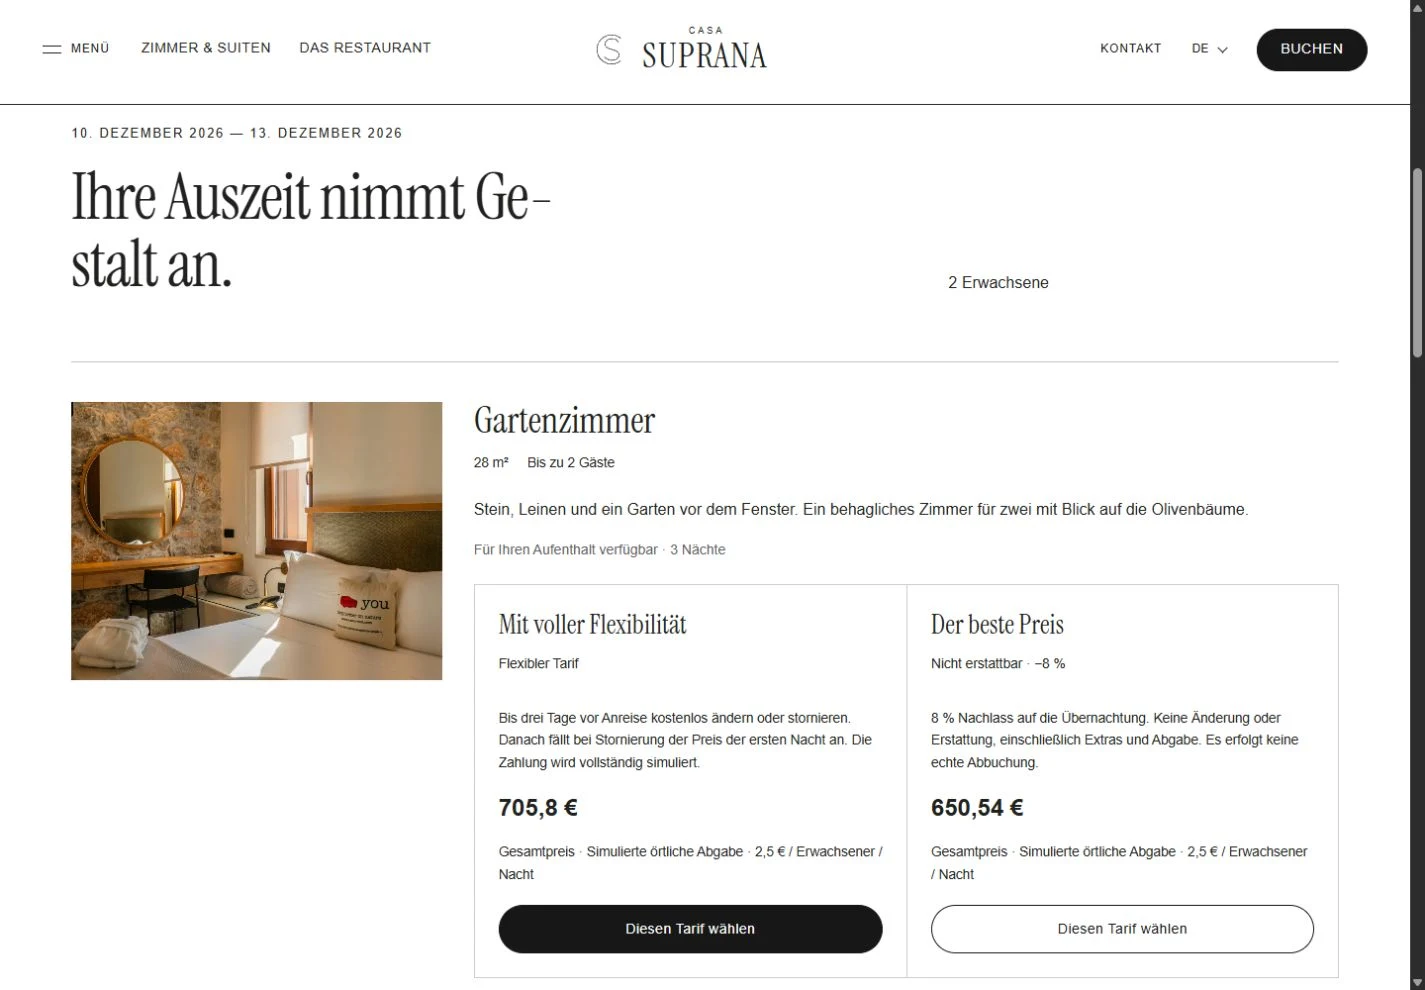 MENÜ
ZIMMER & SUITEN
DAS RESTAURANT
CASA
SUPRANA
KONTAKT
DE
BUCHEN
10. DEZEMBER 2026 — 13. DEZEMBER 2026
Ihre Auszeit nimmt Ge-
stalt an.
2 Erwachsene
Gartenzimmer
28 m² Bis zu 2 Gäste
Stein, Leinen und ein Garten vor dem Fenster. Ein behagliches Zimmer für zwei mit Blick auf die Olivenbäume.
Für Ihren Aufenthalt verfügbar · 3 Nächte
you
Mit voller Flexibilität
Flexibler Tarif
Bis drei Tage vor Anreise kostenlos ändern oder stornieren.
Danach fällt bei Stornierung der Preis der ersten Nacht an. Die
Zahlung wird vollständig simuliert.
705,8 €
Gesamtpreis · Simulierte örtliche Abgabe · 2,5 € / Erwachsener /
Nacht
Diesen Tarif wählen
Der beste Preis
Nicht erstattbar · −8 %
8 % Nachlass auf die Übernachtung. Keine Änderung oder
Erstattung, einschließlich Extras und Abgabe. Es erfolgt keine
echte Abbuchung.
650,54 €
Gesamtpreis · Simulierte örtliche Abgabe · 2,5 € / Erwachsener
/ Nacht
Diesen Tarif wählen